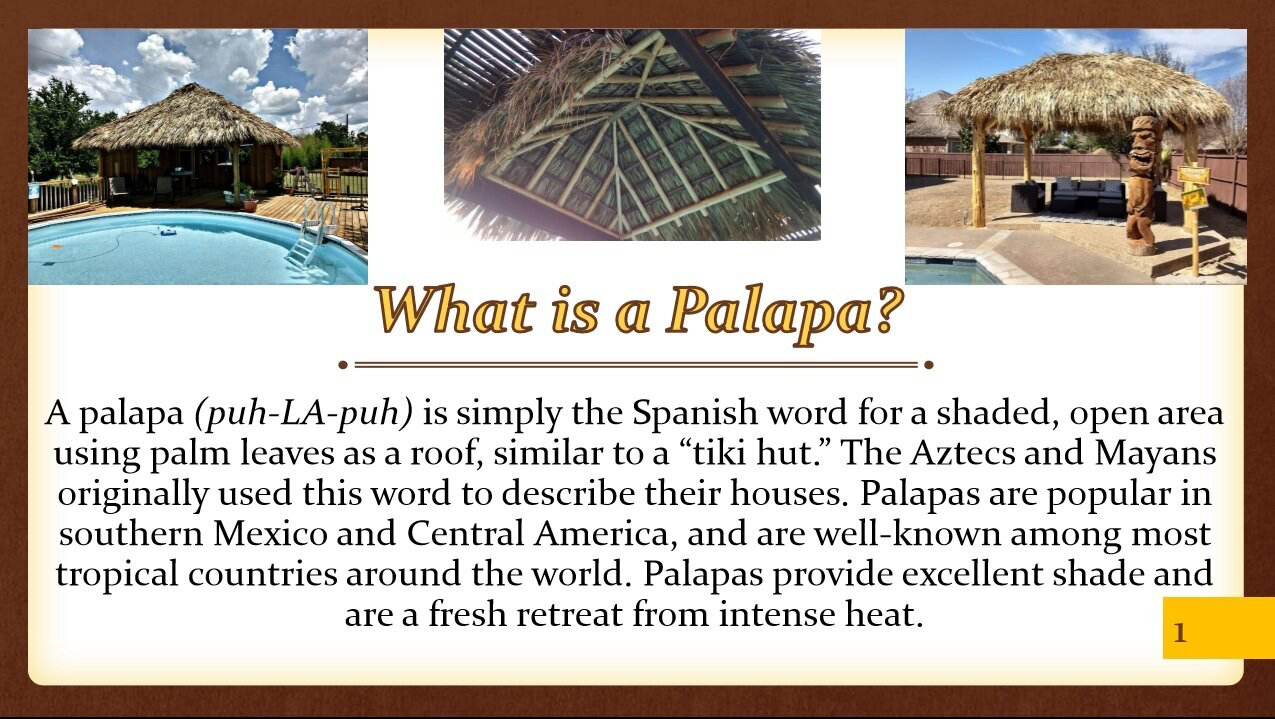 What is a Palapa?
A palapa (puh-LA-puh) is simply the Spanish word for a shaded, open area
using palm leaves as a roof, similar to a “tiki hut.” The Aztecs and Mayans
originally used this word to describe their houses. Palapas are popular in
southern Mexico and Central America, and are well-known among most
tropical countries around the world. Palapas provide excellent shade and
are a fresh retreat from intense heat.
1